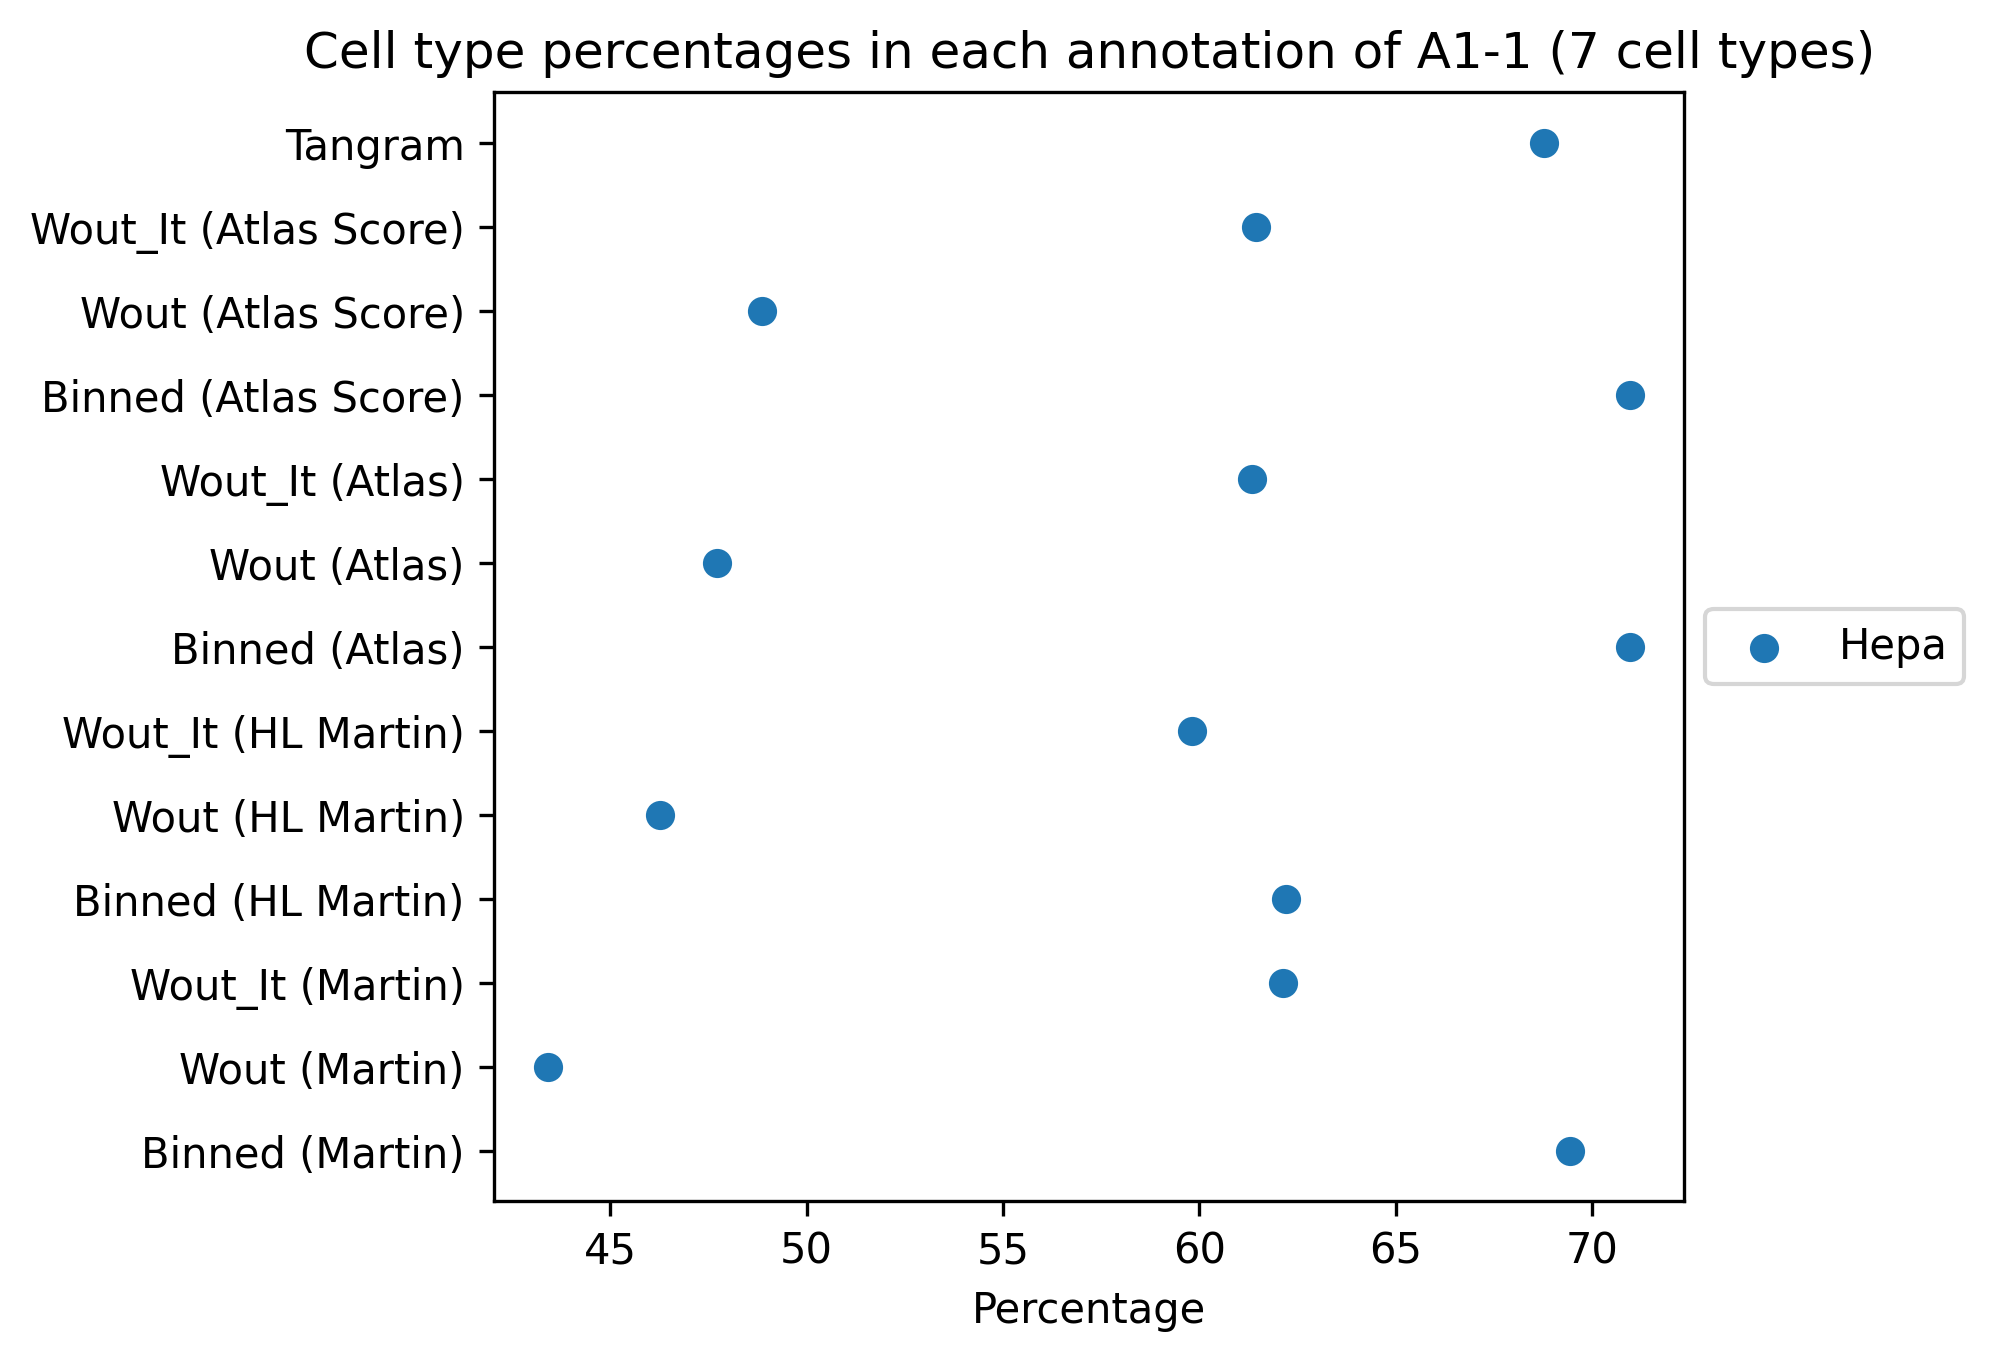 Cell type percentages in each annotation of A1-1 (7 cell types)
Tangram
Wout_It (Atlas Score)
Wout (Atlas Score)
Binned (Atlas Score)
Wout_It (Atlas)
Wout (Atlas)
Binned (Atlas)
Hepa
Wout_It (HL Martin)
Wout (HL Martin)
Binned (HL Martin)
Wout_It (Martin)
Wout (Martin)
Binned (Martin)
45 50 55 60 65 70
Percentage